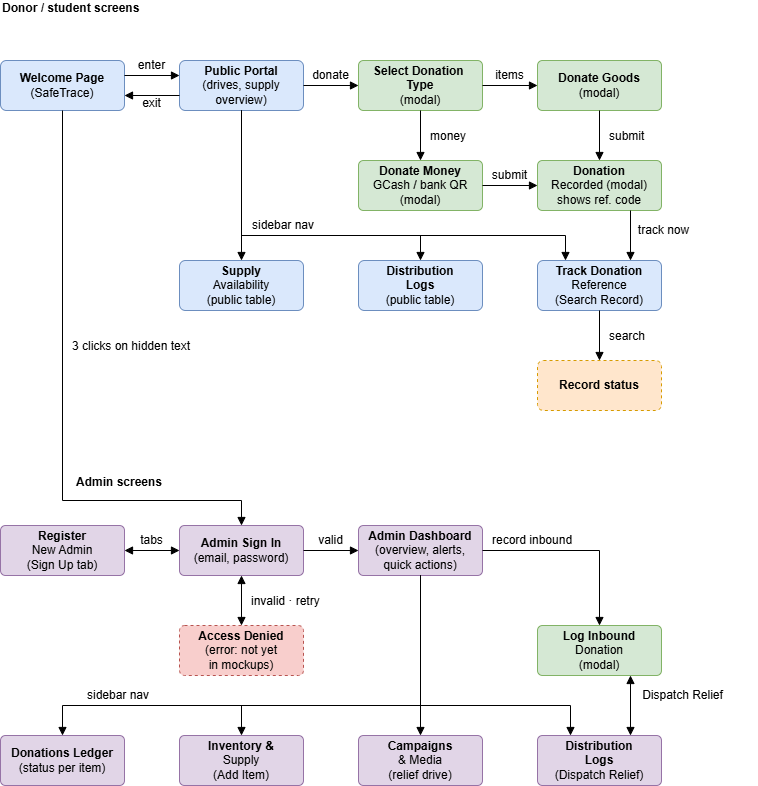 Donor / student screens
enter
Welcome Page
(SafeTrace)
exit
Public Portal
(drives, supply
overview)
donate
Select Donation
Type
(modal)
items
Donate Goods
(modal)
money
submit
Donate Money
GCash / bank QR
(modal)
submit
Donation
Recorded (modal)
shows ref. code
sidebar nav
track now
Supply
Availability
(public table)
Distribution
Logs
(public table)
Track Donation
Reference
(Search Record)
3 clicks on hidden text
search
Record status
Admin screens
Register
New Admin
(Sign Up tab)
tabs
Admin Sign In
(email, password)
valid
Admin Dashboard
(overview, alerts,
quick actions)
record inbound
invalid · retry
Access Denied
(error: not yet
in mockups)
Log Inbound
Donation
(modal)
sidebar nav
Dispatch Relief
Donations Ledger
(status per item)
Inventory &
Supply
(Add Item)
Campaigns
& Media
(relief drive)
Distribution
Logs
(Dispatch Relief)